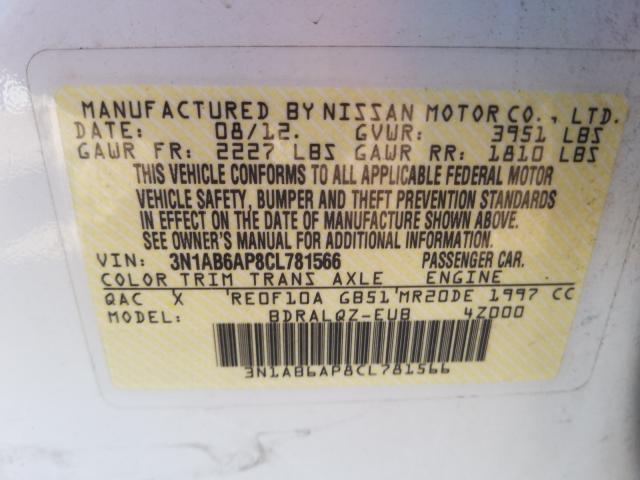 MANUFACTURED BY NISSAN MOTOR CO., LTD.
DATE: 08/12. GVWR: 3951 LBS
GAWR FR: 2227 LBS GAWR RR: 1810 LBS
THIS VEHICLE CONFORMS TO ALL APPLICABLE FEDERAL MOTOR
VEHICLE SAFETY, BUMPER AND THEFT PREVENTION STANDARDS
IN EFFECT ON THE DATE OF MANUFACTURE SHOWN ABOVE.
SEE OWNER'S MANUAL FOR ADDITIONAL INFORMATION.
VIN: 3N1AB6AP8CL781566 PASSENGER CAR.
COLOR TRIM TRANS AXLE ENGINE
QAC X 'RE0F10A GB51'MR20DE 1997 CC
MODEL: BDRALQZ-EUB 4Z000
3N1AB6AP8CL781566